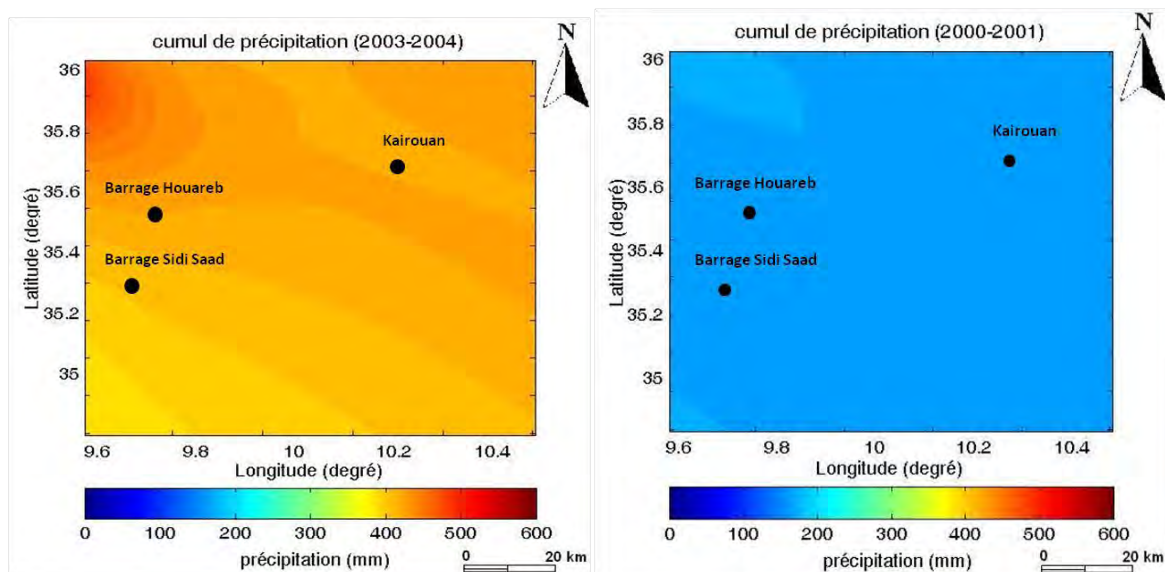 cumul de précipitation (2003-2004)
N
36
35.8
35.6
35.4
35.2
35
Latitude (degré)
Kairouan
Barrage Houareb
Barrage Sidi Saad
9.6 9.8 10 10.2 10.4
Longitude (degré)
0 100 200 300 400 500 600
précipitation (mm)
0 20 km
cumul de précipitation (2000-2001)
N
36
35.8
35.6
35.4
35.2
35
Latitude (degré)
Kairouan
Barrage Houareb
Barrage Sidi Saad
9.6 9.8 10 10.2 10.4
Longitude (degré)
0 100 200 300 400 500 600
précipitation (mm)
0 20 km